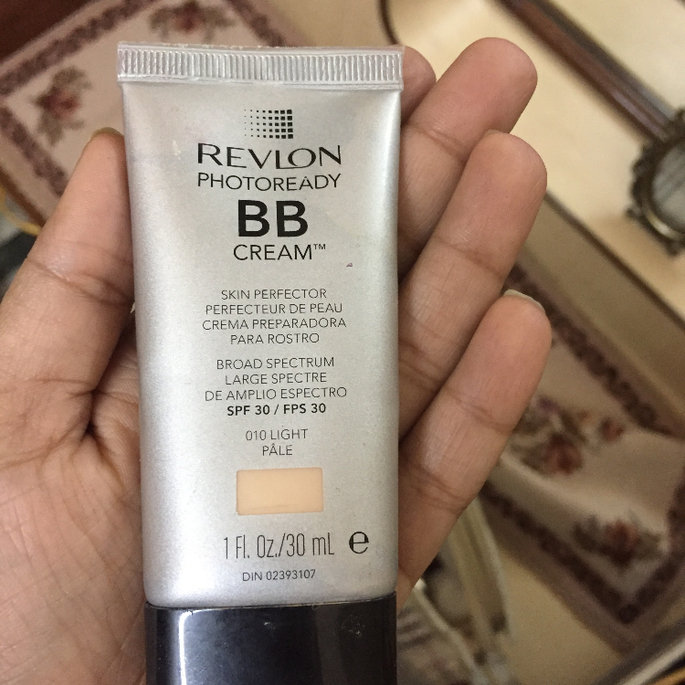 REVLON
PHOTOREADY
BB
CREAM™
SKIN PERFECTOR
PERFECTEUR DE PEAU
CREMA PREPARADORA
PARA ROSTRO
BROAD SPECTRUM
LARGE SPECTRE
DE AMPLIO ESPECTRO
SPF 30 / FPS 30
010 LIGHT
PÂLE
1 Fl. Oz./30 mL ℮
DIN 02393107